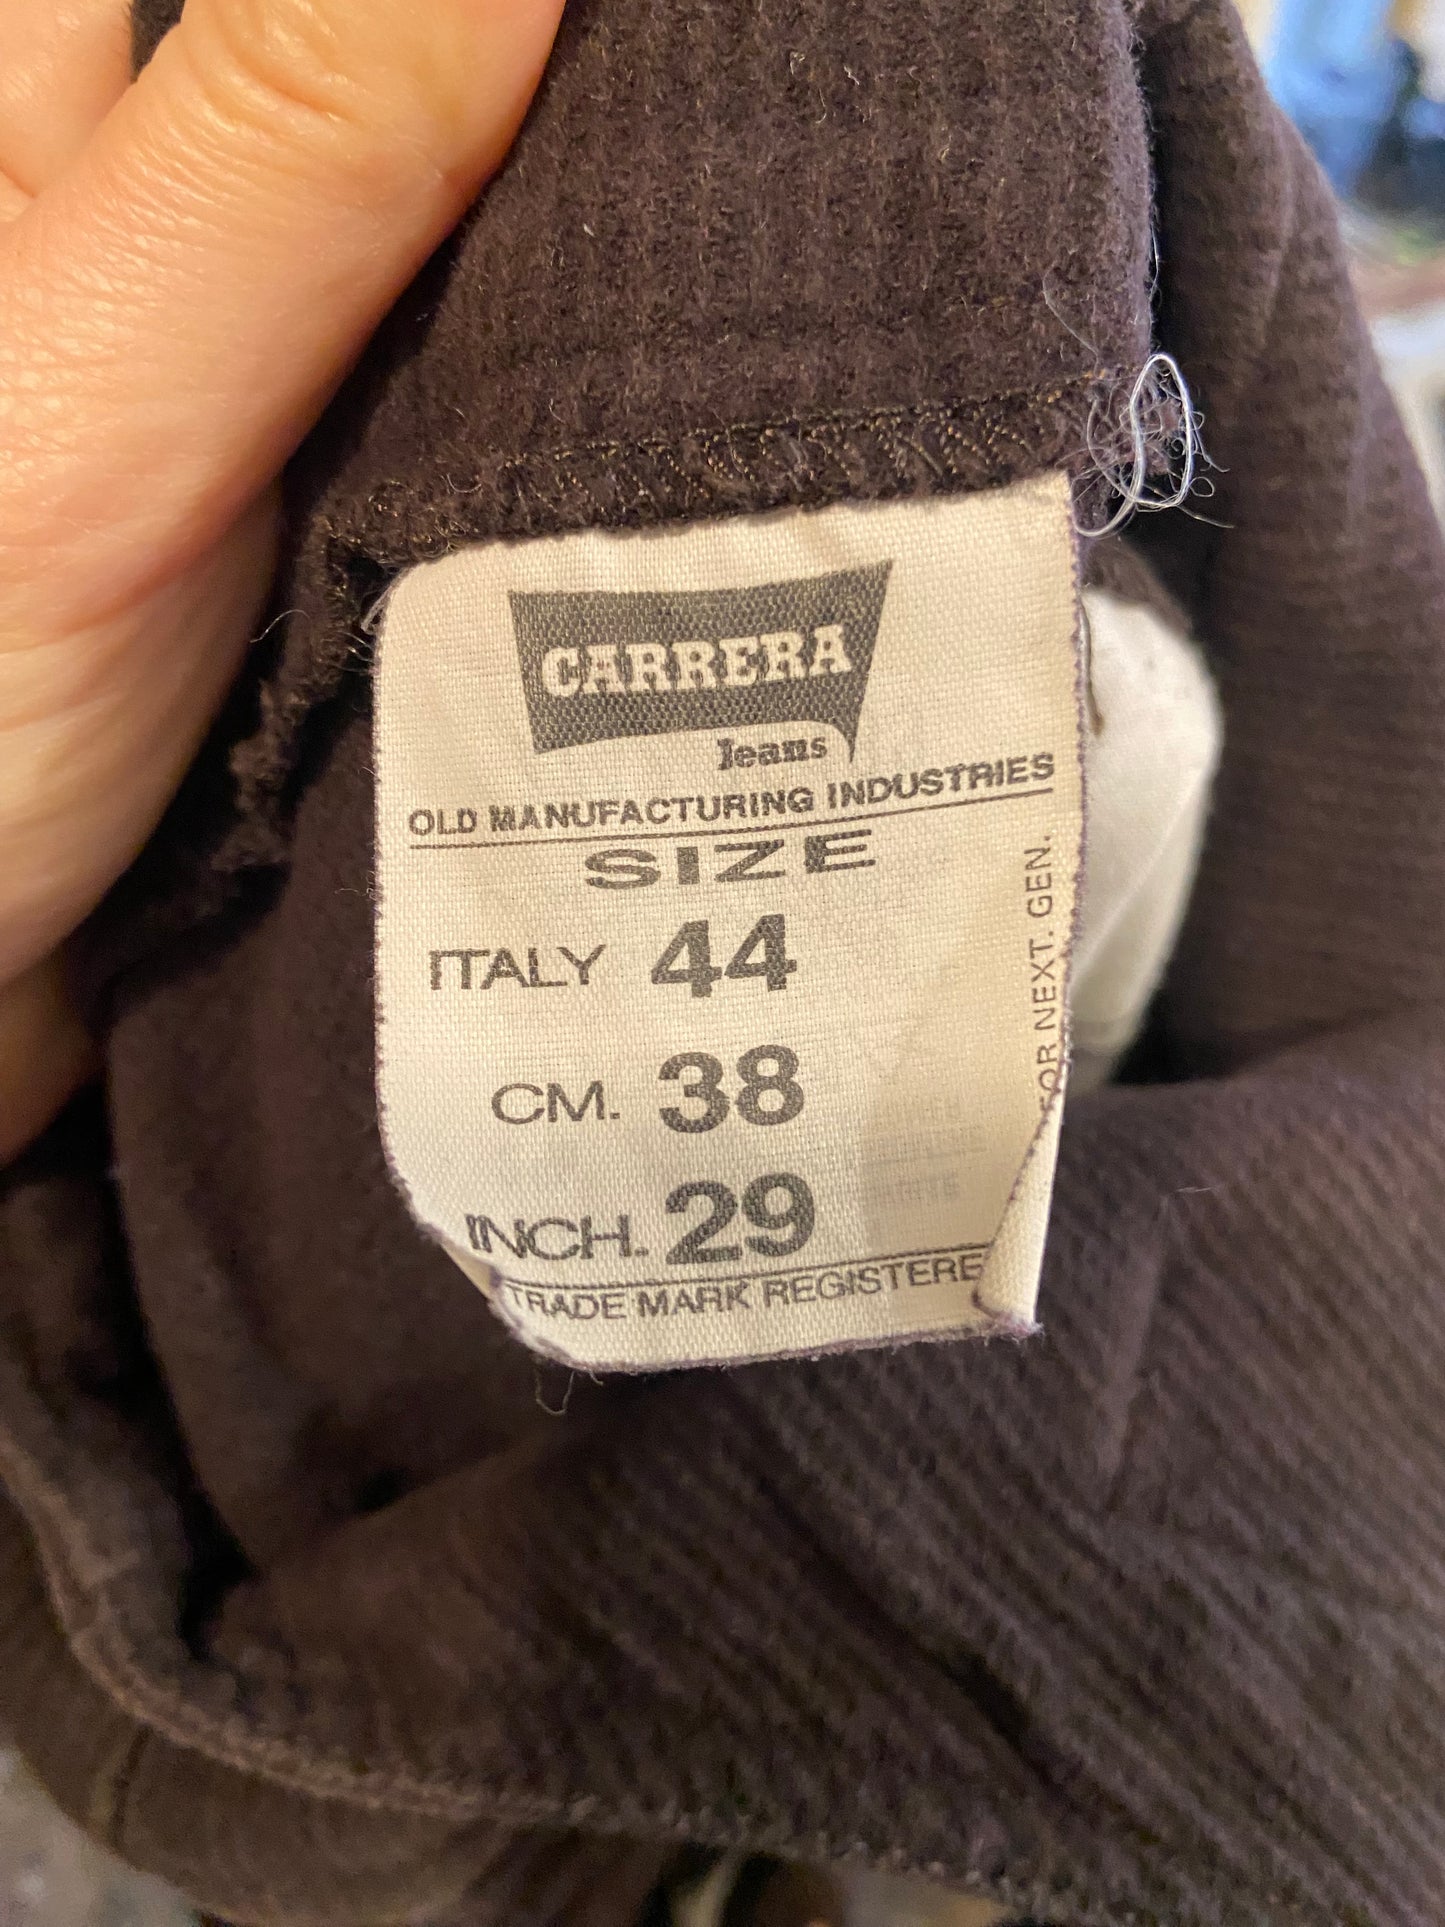 CARRERA
Jeans
OLD MANUFACTURING INDUSTRIES
SIZE
ITALY 44
CM. 38
INCH. 29
TRADE MARK REGISTERE
FOR NEXT. GEN.